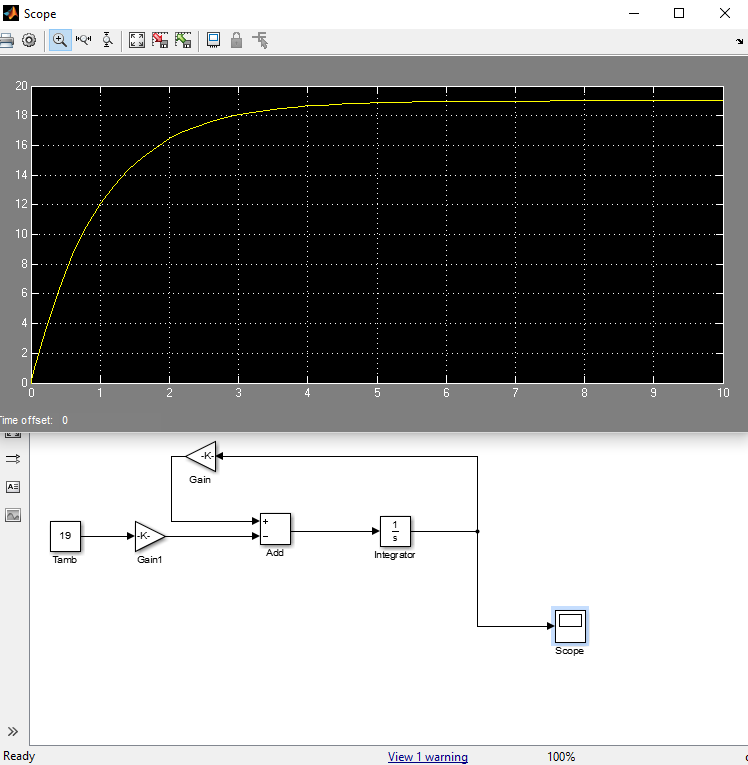 Scope
20
18
16
14
12
10
8
6
4
2
0
0 1 2 3 4 5 6 7 8 9 10
Time offset: 0
-K-
Gain
19
Tamb
-K-
Gain1
+
−
Add
1
s
Integrator
Scope
Ready View 1 warning 100%